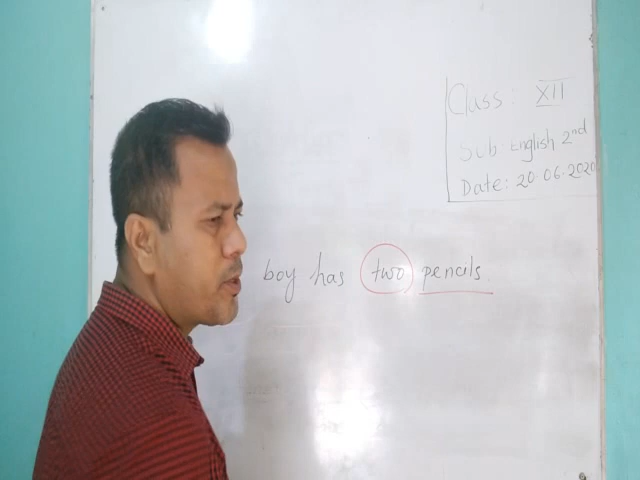 Class: XII
Sub: English 2nd
Date: 20-06-2020
boy has two pencils.